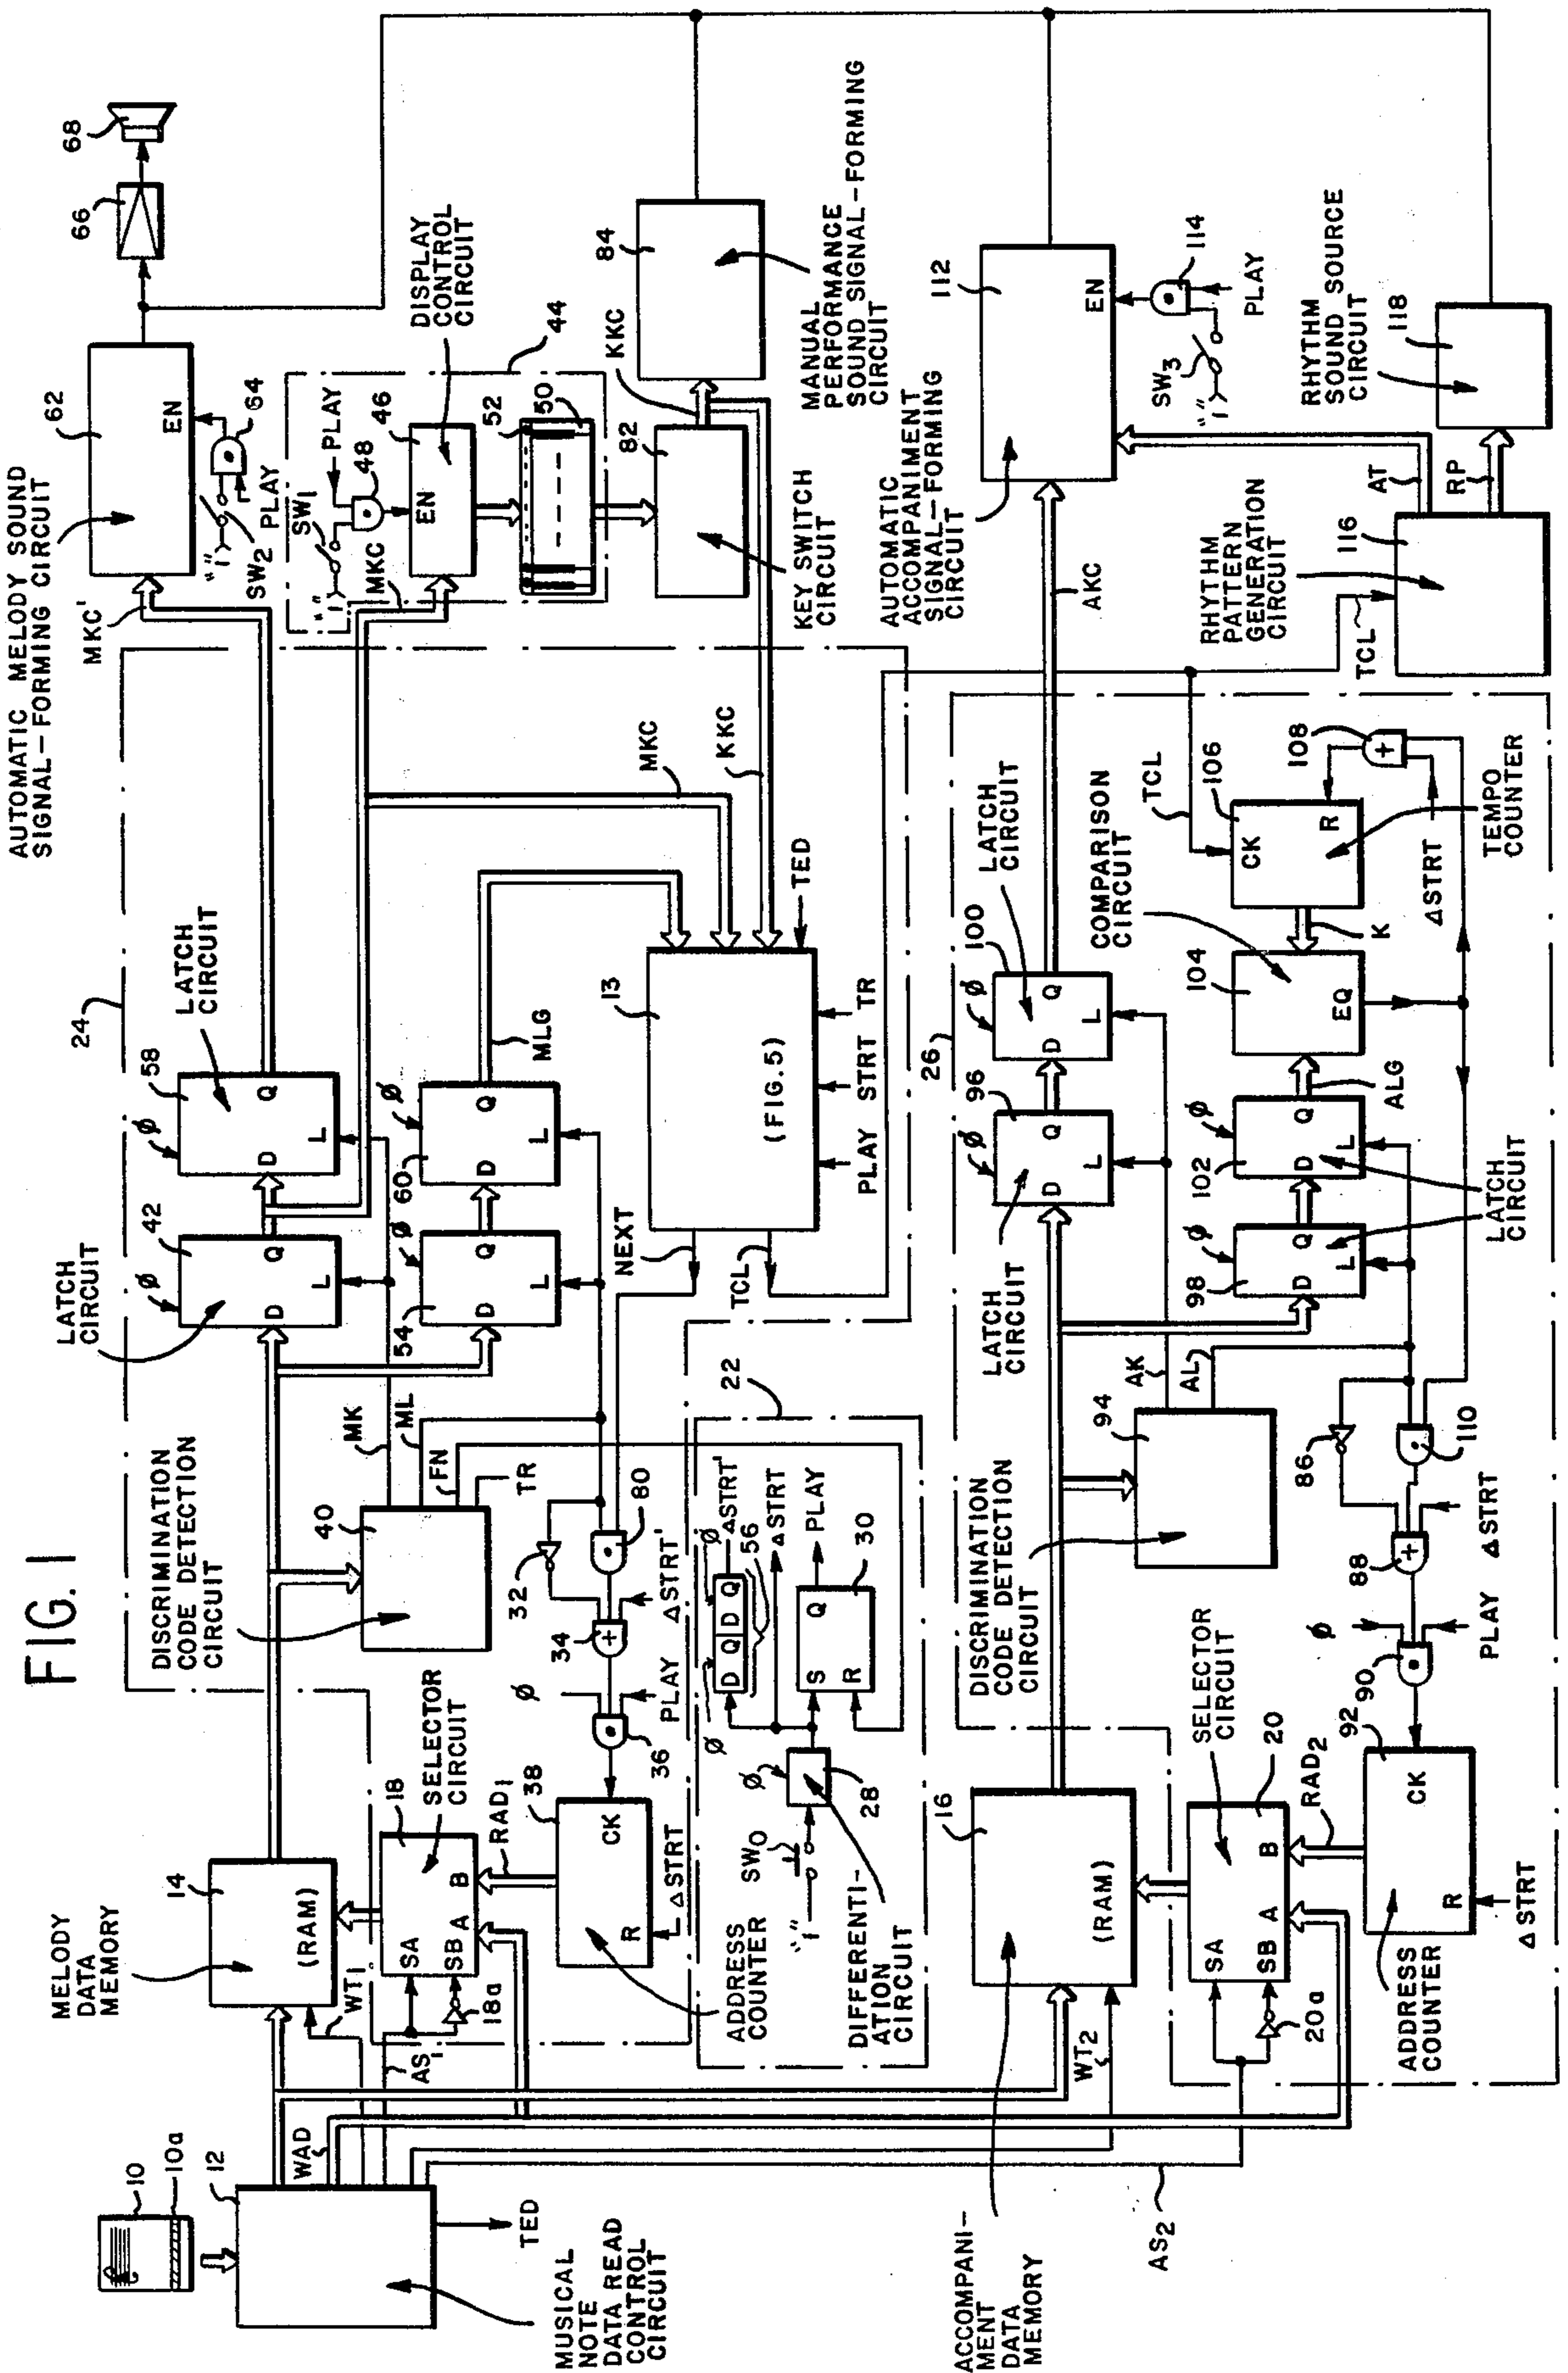 FIG. 1
10
10a
12
MUSICAL
NOTE
DATA READ
CONTROL
CIRCUIT
TED
WAD
WT1
AS1
MELODY
DATA
MEMORY
14
(RAM)
18
SELECTOR
CIRCUIT
SA
SB
A
B
18a
RAD1
38
CK
R
ΔSTRT
ADDRESS
COUNTER
36
Ø
PLAY
34
ΔSTRT'
32
80
DISCRIMINATION
CODE DETECTION
CIRCUIT
40
MK
ML
FN
TR
24
LATCH
CIRCUIT
42
Ø
D
Q
L
LATCH
CIRCUIT
58
Ø
D
Q
L
54
Ø
D
Q
L
60
Ø
D
Q
L
MLG
NEXT
TCL
13
(FIG.5)
PLAY
STRT
TR
TED
MKC
KKC
MKC'
AUTOMATIC MELODY SOUND
SIGNAL-FORMING CIRCUIT
62
EN
64
"1"
SW2
PLAY
66
68
44
"1"
SW1
PLAY
48
MKC
46
EN
DISPLAY
CONTROL
CIRCUIT
52
50
82
KEY SWITCH
CIRCUIT
KKC
84
MANUAL
PERFORMANCE
SOUND SIGNAL-FORMING
CIRCUIT
22
"1"
SW0
Ø
28
DIFFERENTI-
ATION
CIRCUIT
Ø
D
Q
D
Q
Ø
56
ΔSTRT'
ΔSTRT
PLAY
S
R
Q
30
ACCOMPANI-
MENT
DATA
MEMORY
16
(RAM)
WT2
AS2
20
SELECTOR
CIRCUIT
SA
SB
A
B
20a
RAD2
92
CK
R
ΔSTRT
ADDRESS
COUNTER
90
Ø
PLAY
88
ΔSTRT
86
110
DISCRIMINATION
CODE DETECTION
CIRCUIT
94
AK
AL
26
LATCH
CIRCUIT
96
Ø
D
Q
L
LATCH
CIRCUIT
100
Ø
D
Q
L
98
Ø
D
Q
L
102
Ø
D
Q
L
LATCH
CIRCUIT
ALG
COMPARISON
CIRCUIT
104
EQ
K
106
CK
R
TEMPO
COUNTER
108
ΔSTRT
TCL
AKC
AUTOMATIC
ACCOMPANIMENT
SIGNAL-FORMING
CIRCUIT
112
EN
114
"1"
SW3
PLAY
RHYTHM
PATTERN
GENERATION
CIRCUIT
116
TCL
AT
RP
RHYTHM
SOUND SOURCE
CIRCUIT
118